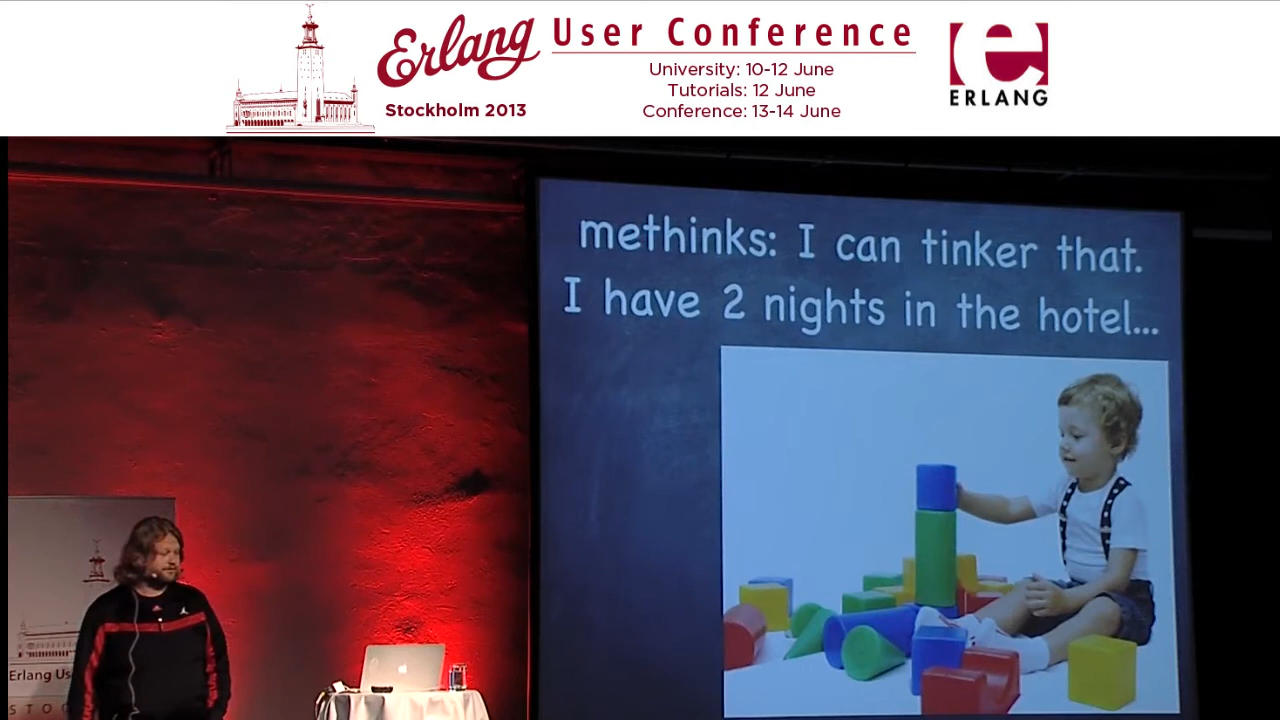 Erlang User Conference
Stockholm 2013
University: 10-12 June
Tutorials: 12 June
Conference: 13-14 June
ERLANG
methinks: I can tinker that.
I have 2 nights in the hotel...
Erlang Us
STO